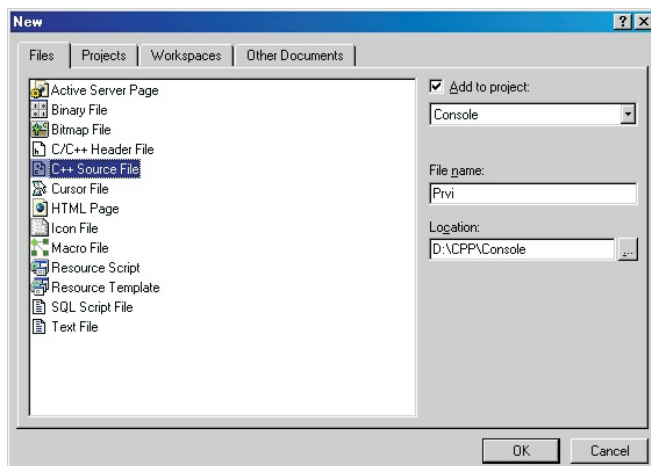 New
Files
Projects
Workspaces
Other Documents
Active Server Page
Binary File
Bitmap File
C/C++ Header File
C++ Source File
Cursor File
HTML Page
Icon File
Macro File
Resource Script
Resource Template
SQL Script File
Text File
Add to project:
Console
File name:
Prvi
Location:
D:\CPP\Console
...
OK
Cancel